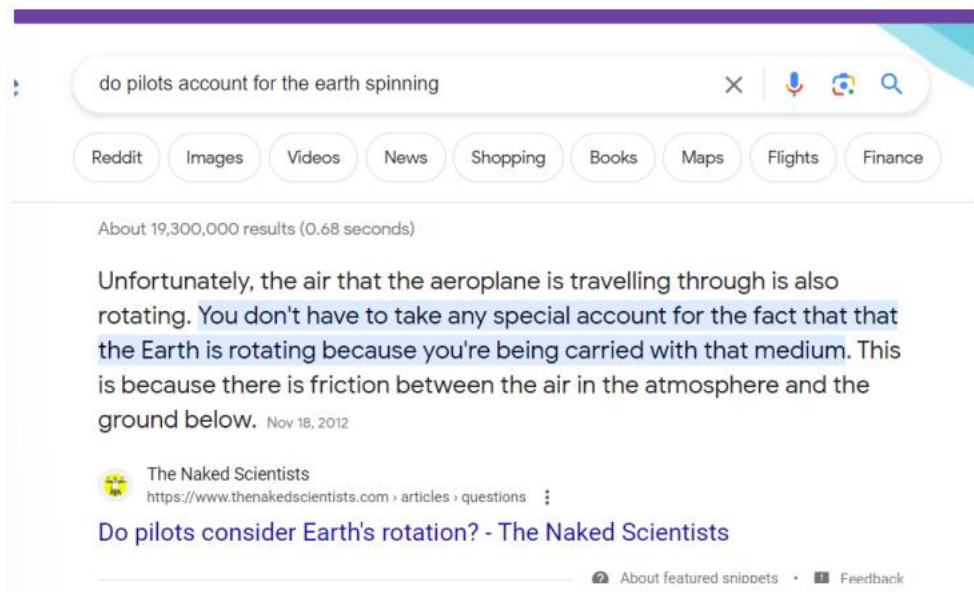 do pilots account for the earth spinning
Reddit Images Videos News Shopping Books Maps Flights Finance
About 19,300,000 results (0.68 seconds)
Unfortunately, the air that the aeroplane is travelling through is also
rotating. You don't have to take any special account for the fact that that
the Earth is rotating because you're being carried with that medium. This
is because there is friction between the air in the atmosphere and the
ground below. Nov 18, 2012
The Naked Scientists
https://www.thenakedscientists.com › articles › questions
Do pilots consider Earth's rotation? - The Naked Scientists
About featured snippets • Feedback